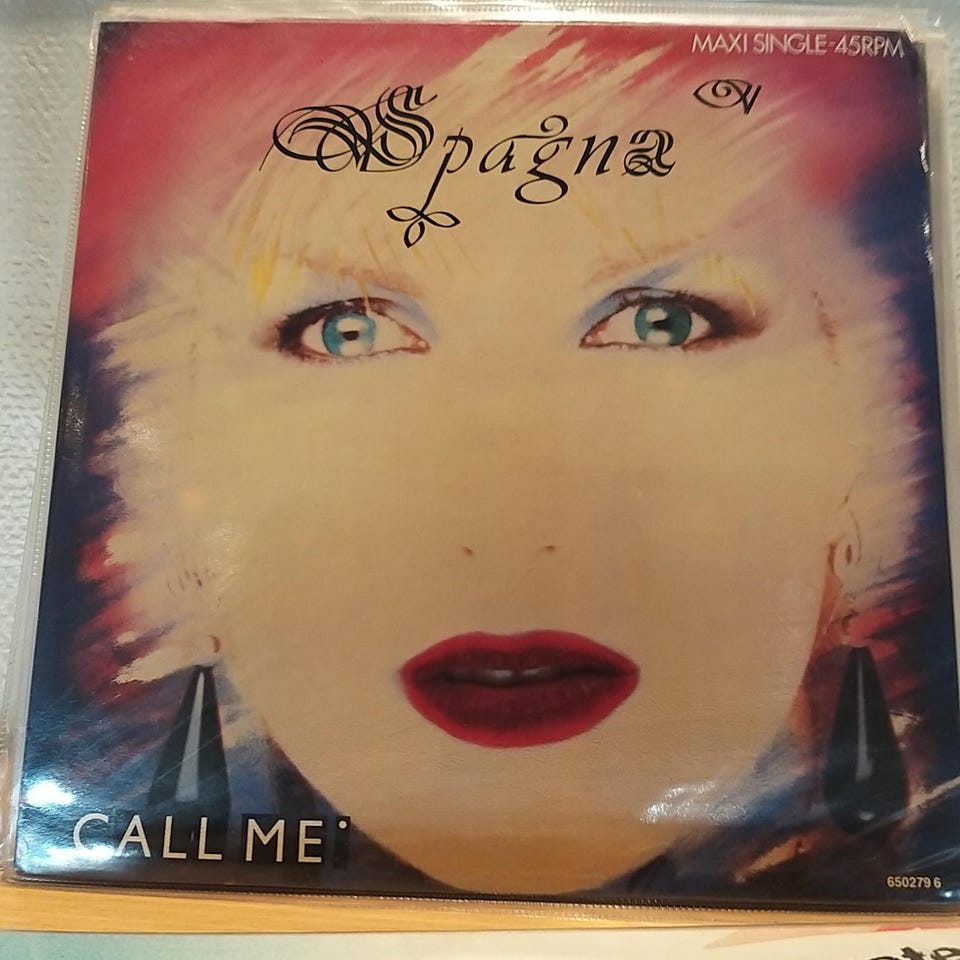 MAXI SINGLE-45RPM
Spagna
CALL ME
650279 6